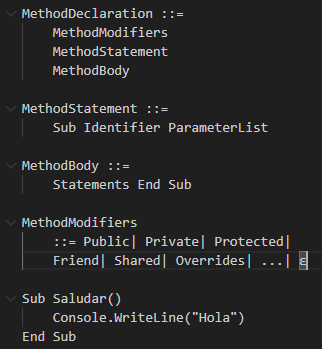 MethodDeclaration ::=
MethodModifiers
MethodStatement
MethodBody
MethodStatement ::=
Sub Identifier ParameterList
MethodBody ::=
Statements End Sub
MethodModifiers
::= Public| Private| Protected|
Friend| Shared| Overrides| ...| ε
Sub Saludar()
Console.WriteLine("Hola")
End Sub